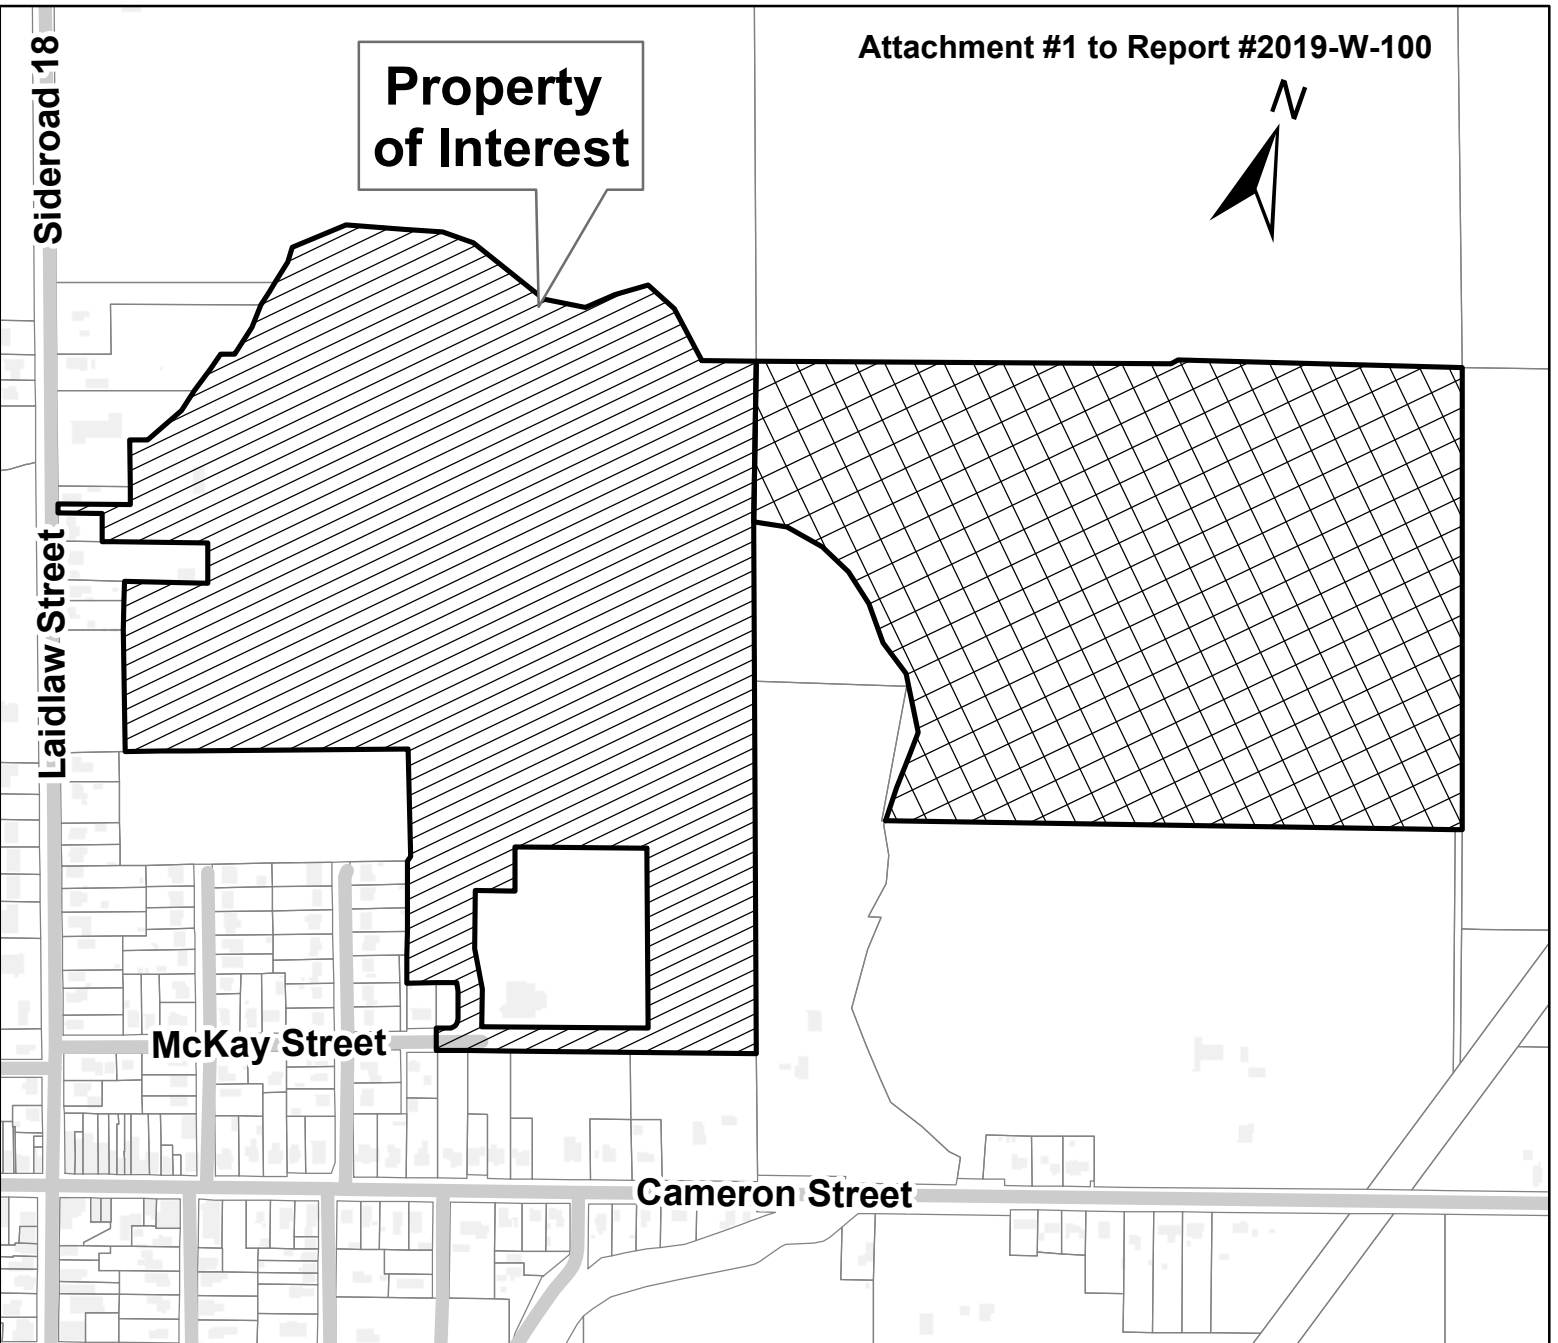 Attachment #1 to Report #2019-W-100
N
Property
of Interest
Sideroad 18
Laidlaw Street
McKay Street
Cameron Street